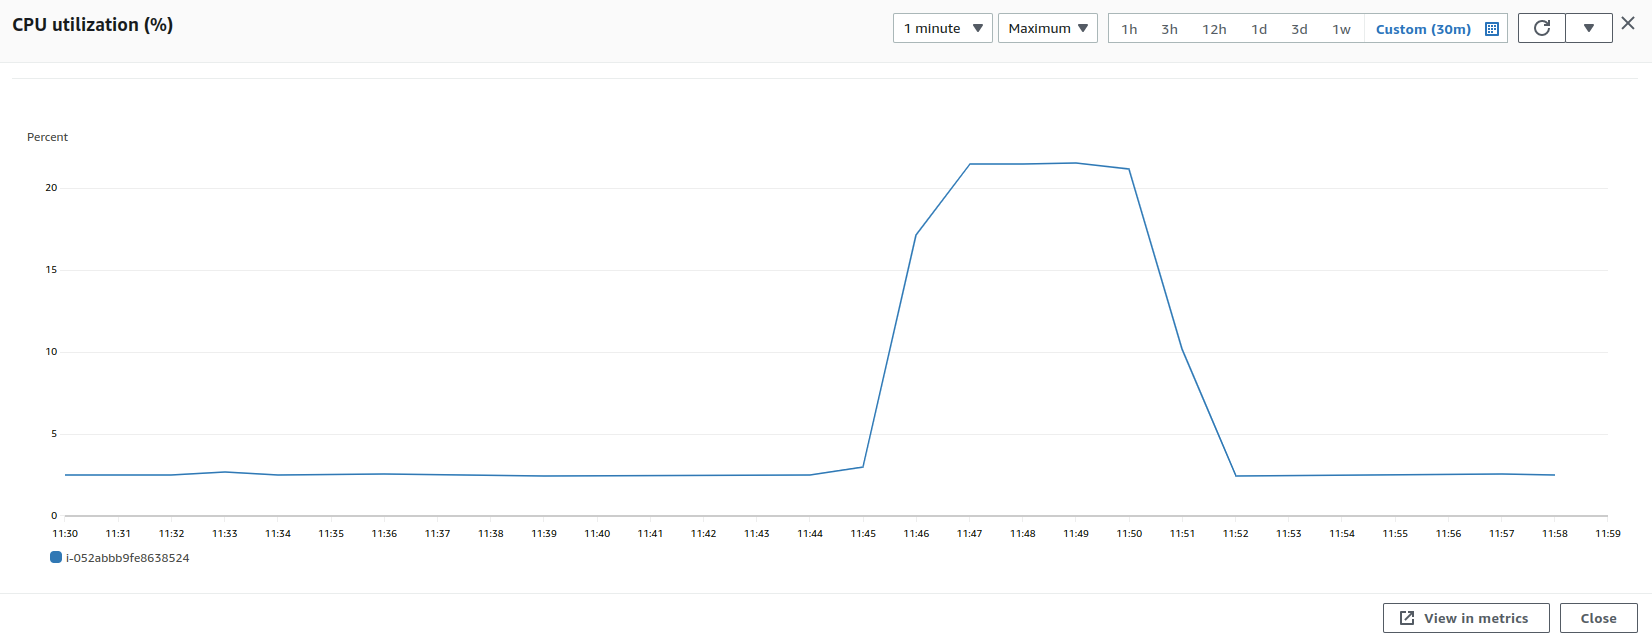 CPU utilization (%)
1 minute
Maximum
1h 3h 12h 1d 3d 1w Custom (30m)
Percent
20
15
10
5
0
11:30 11:31 11:32 11:33 11:34 11:35 11:36 11:37 11:38 11:39 11:40 11:41 11:42 11:43 11:44 11:45 11:46 11:47 11:48 11:49 11:50 11:51 11:52 11:53 11:54 11:55 11:56 11:57 11:58 11:59
i-052abbb9fe8638524
View in metrics
Close